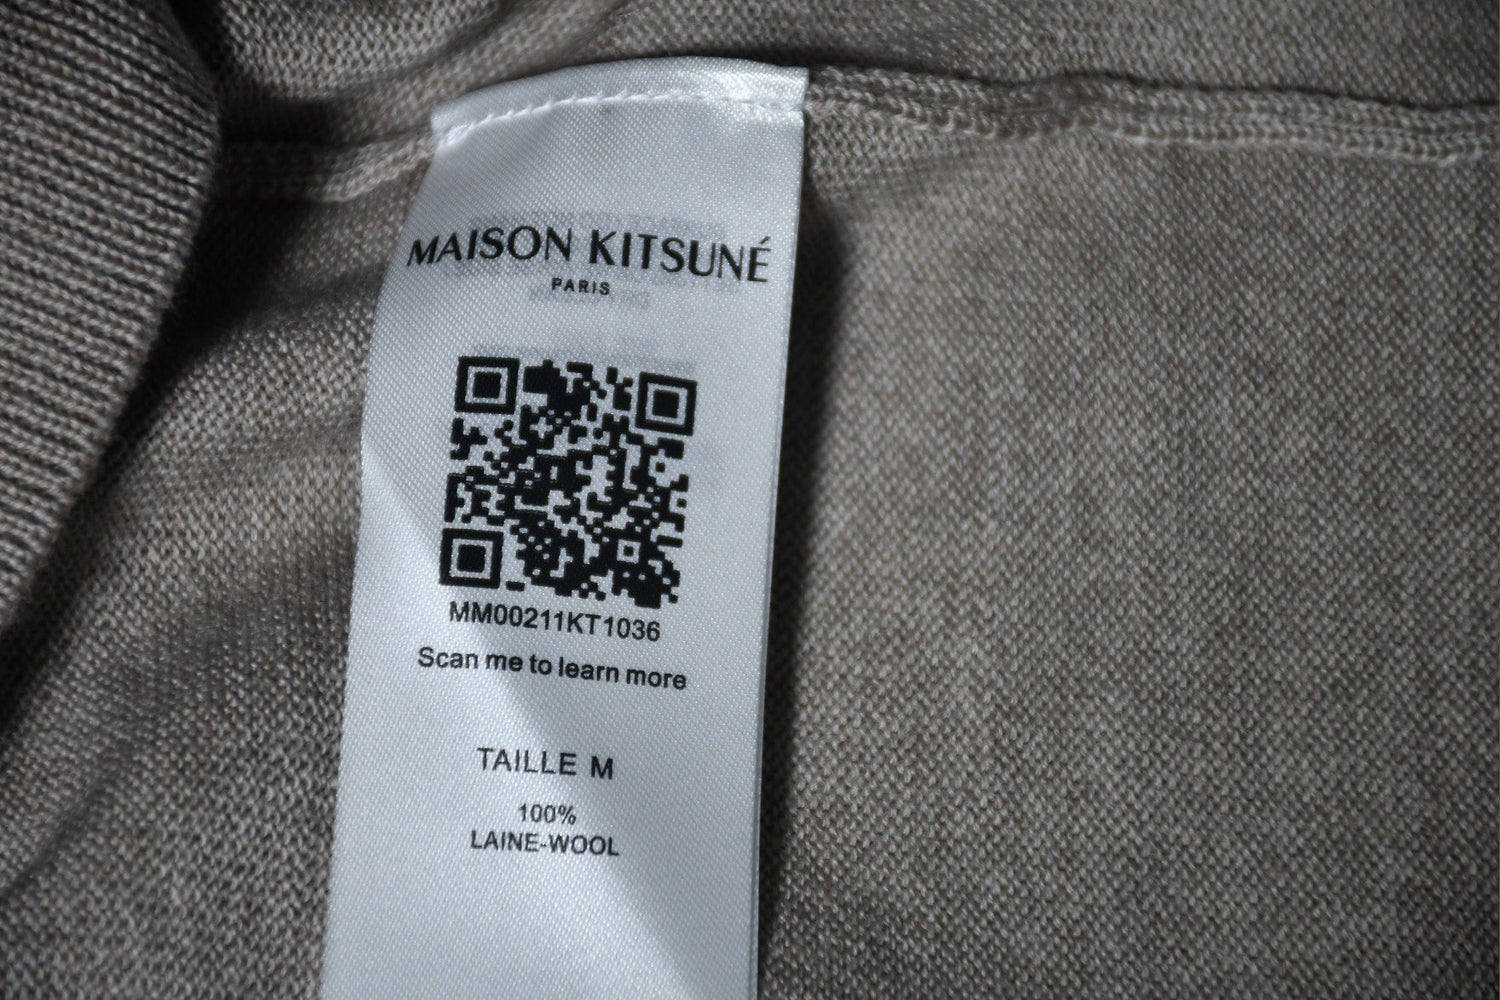 MAISON KITSUNÉ
PARIS
MM00211KT1036
Scan me to learn more
TAILLE M
100%
LAINE-WOOL